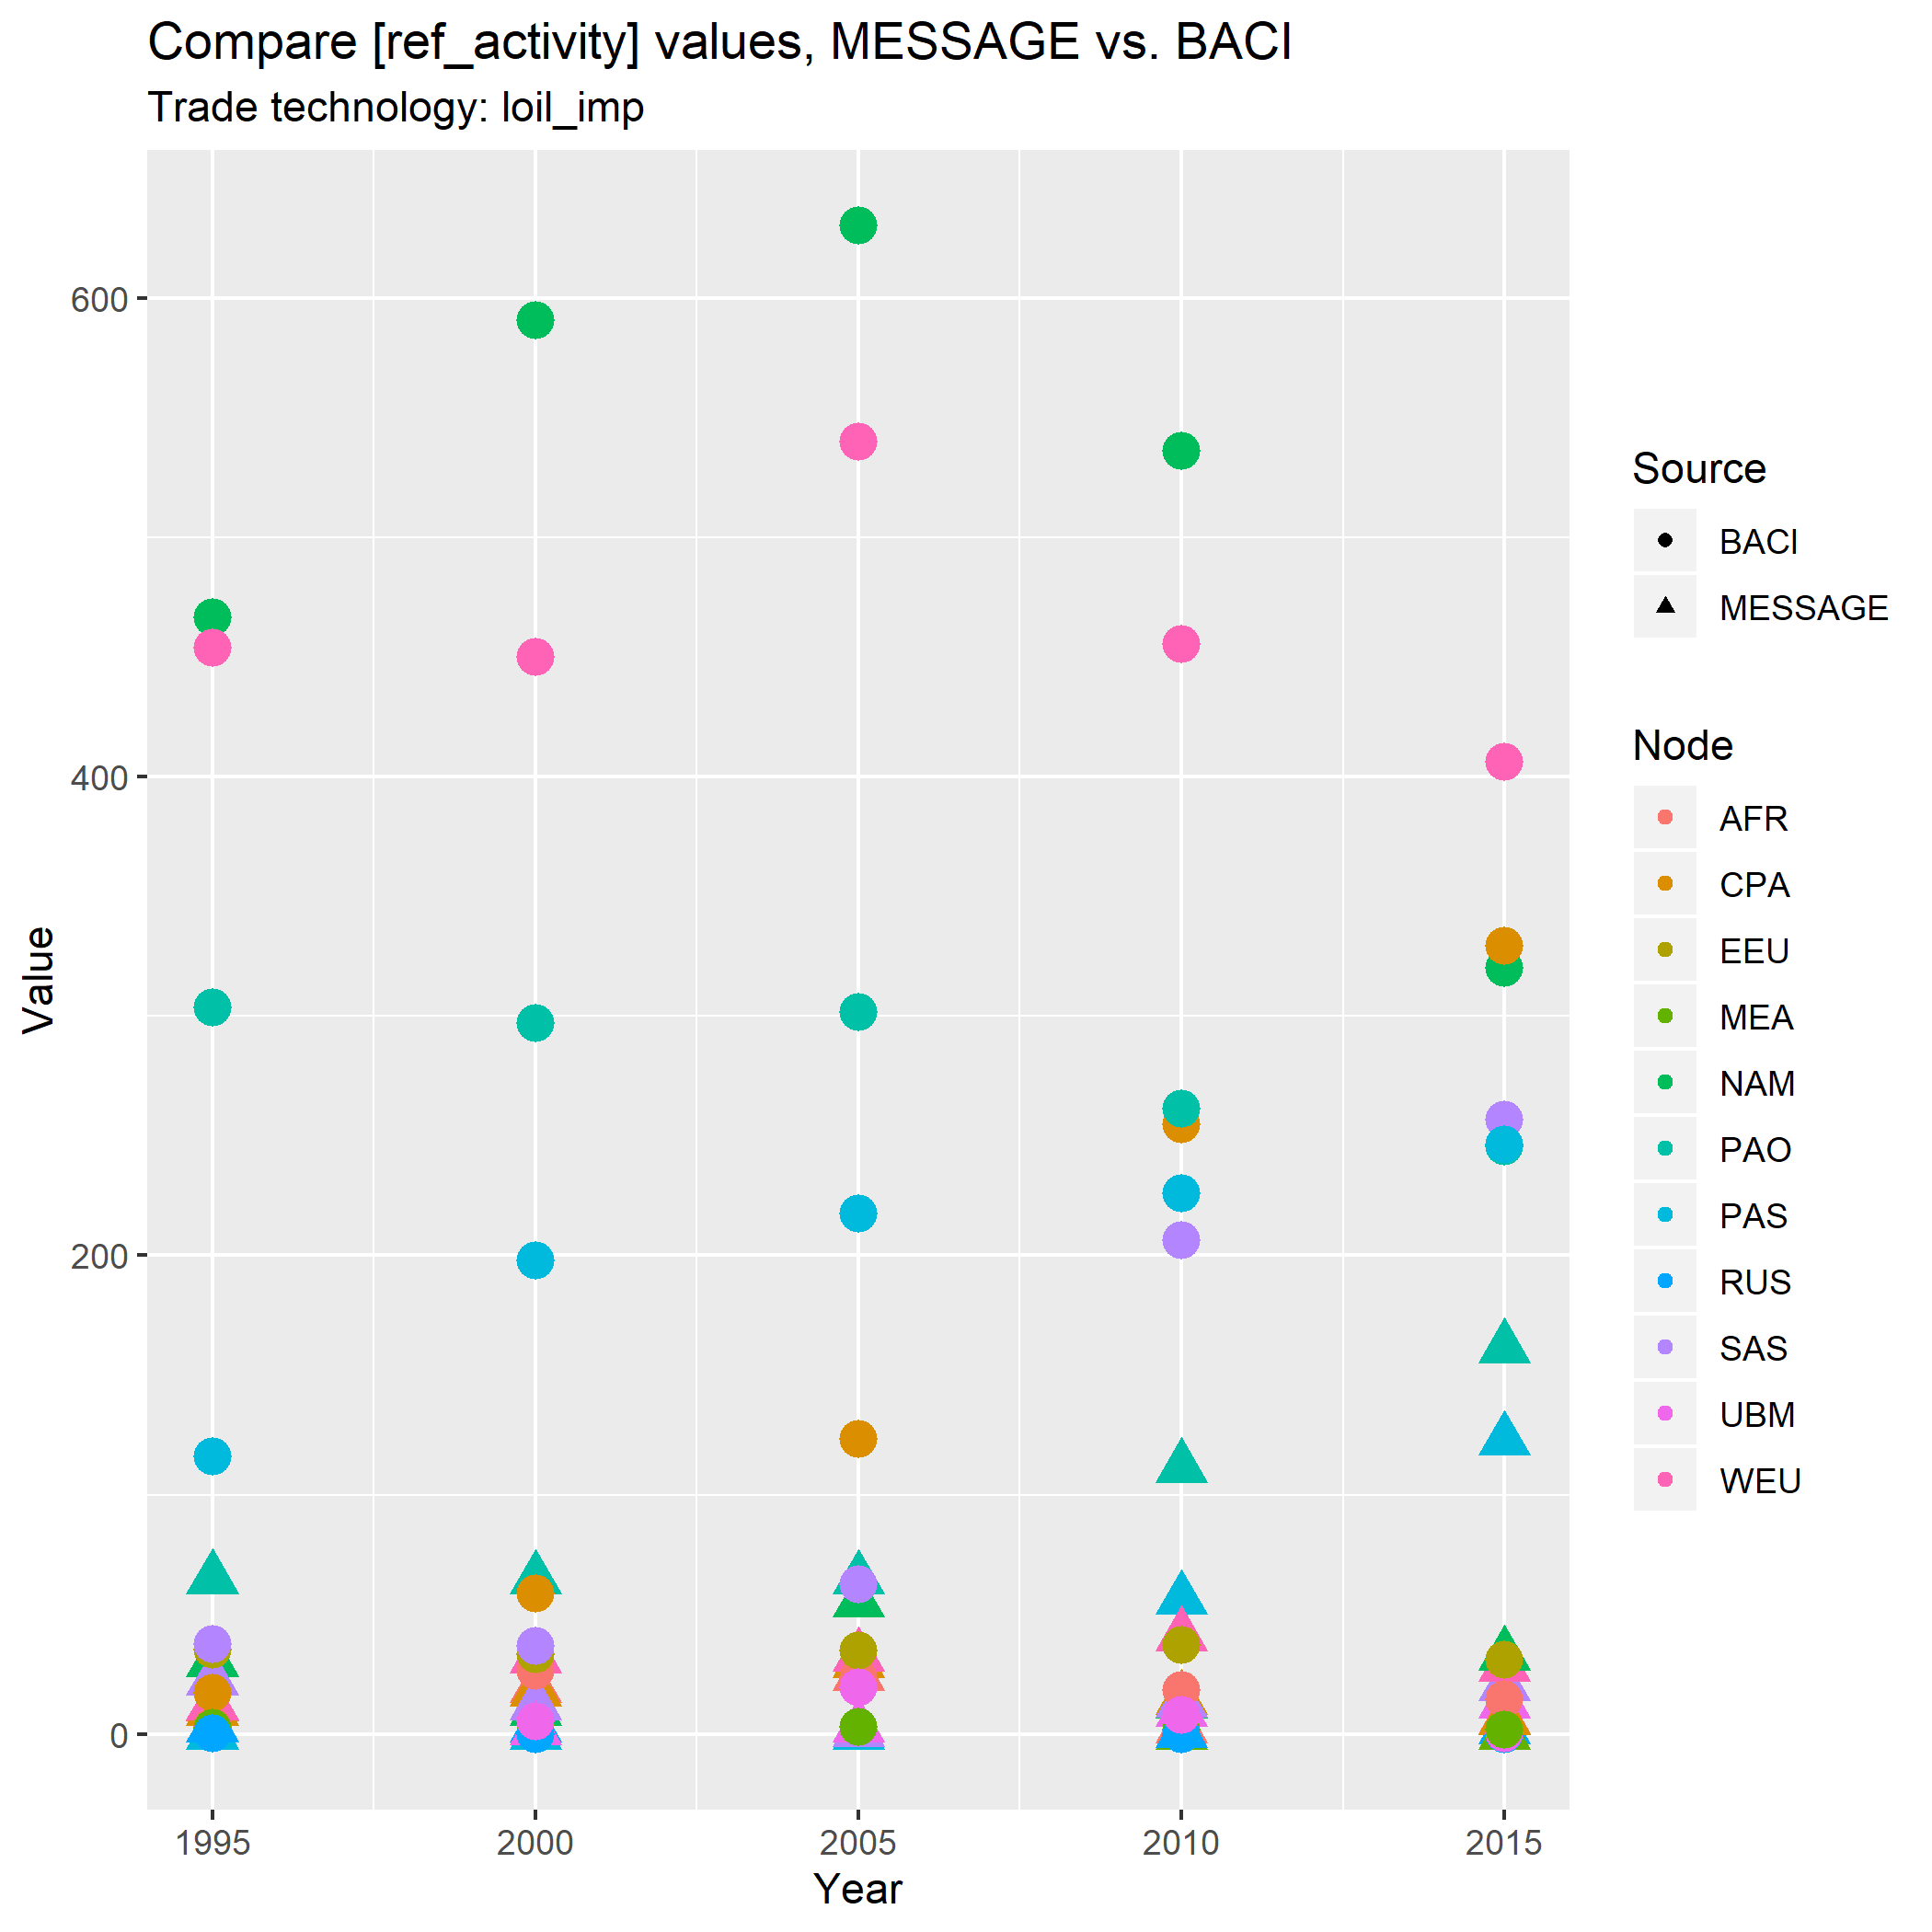 Compare [ref_activity] values, MESSAGE vs. BACI
Trade technology: loil_imp
600
400
200
0
Value
1995
2000
2005
2010
2015
Year
Source
BACI
MESSAGE
Node
AFR
CPA
EEU
MEA
NAM
PAO
PAS
RUS
SAS
UBM
WEU